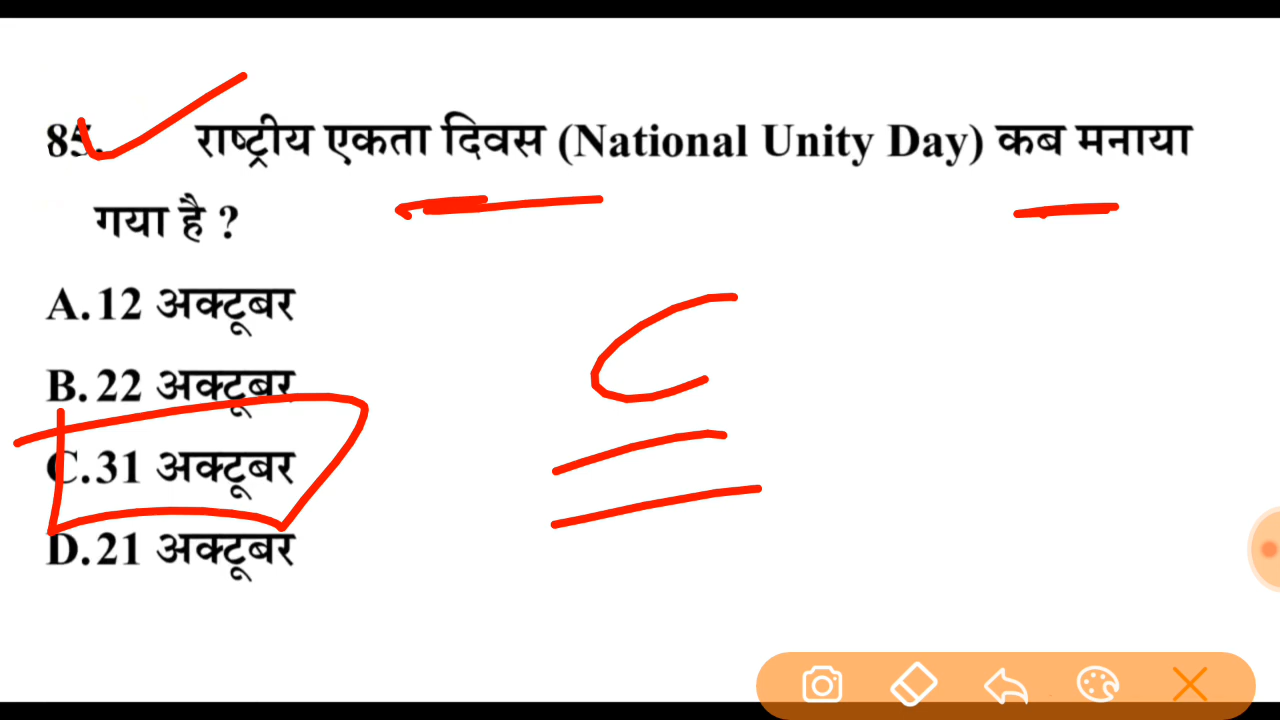 85. राष्ट्रीय एकता दिवस (National Unity Day) कब मनाया
गया है ?
A. 12 अक्टूबर
B. 22 अक्टूबर
C. 31 अक्टूबर
D. 21 अक्टूबर
C